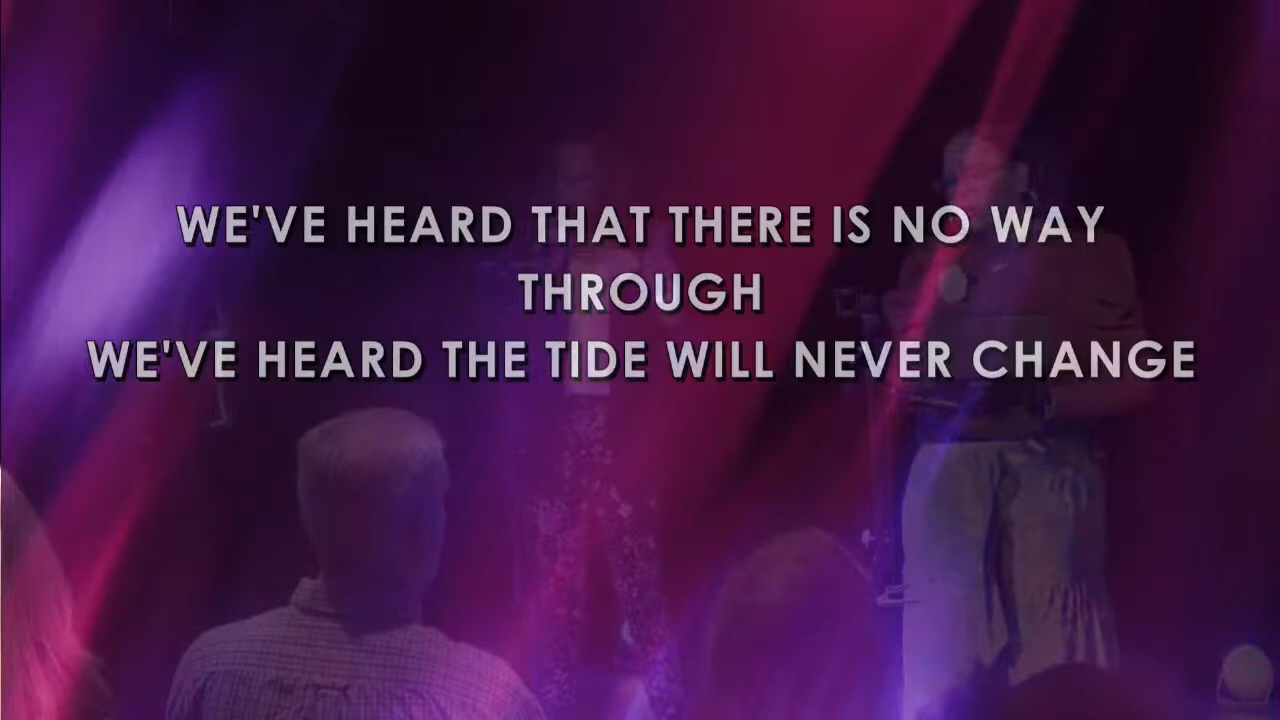 WE'VE HEARD THAT THERE IS NO WAY
THROUGH
WE'VE HEARD THE TIDE WILL NEVER CHANGE